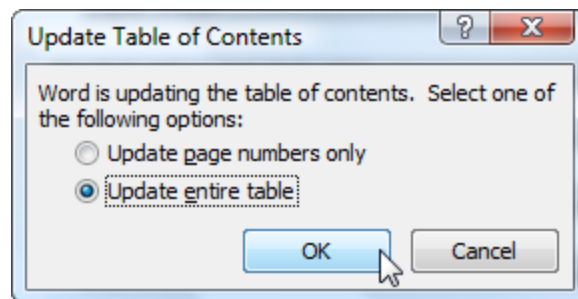 Update Table of Contents
Word is updating the table of contents.  Select one of
the following options:
Update page numbers only
Update entire table
OK
Cancel